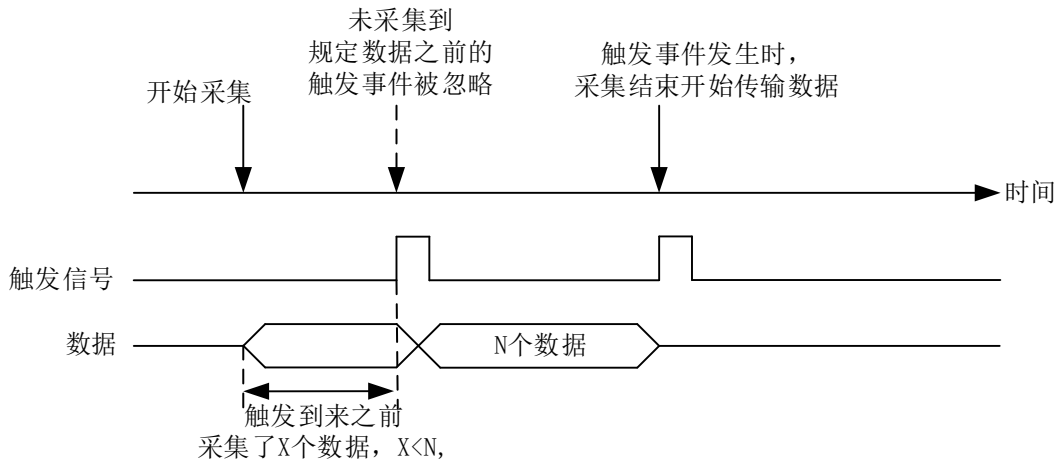 未采集到
规定数据之前的
触发事件被忽略
触发事件发生时，
采集结束开始传输数据
开始采集
时间
触发信号
数据
N个数据
触发到来之前
采集了X个数据，X<N,